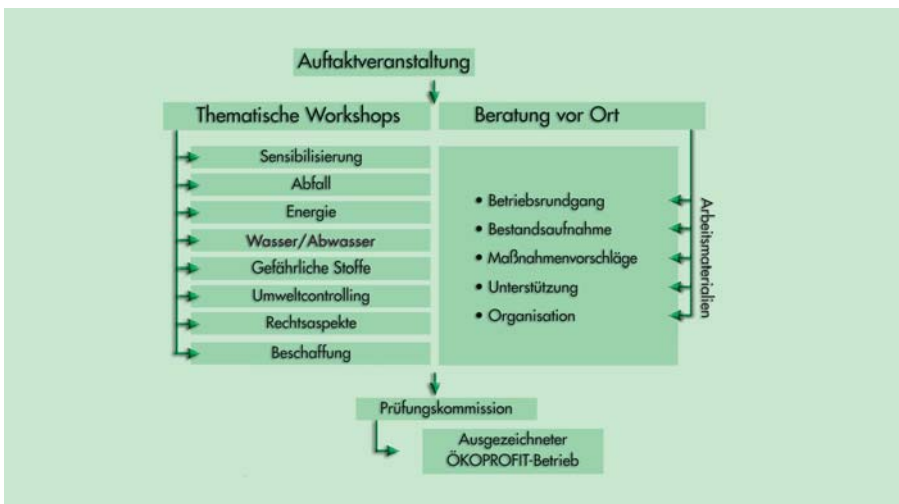 Auftaktveranstaltung
Thematische Workshops
Sensibilisierung
Abfall
Energie
Wasser/Abwasser
Gefährliche Stoffe
Umweltcontrolling
Rechtsaspekte
Beschaffung
Beratung vor Ort
• Betriebsrundgang
• Bestandsaufnahme
• Maßnahmenvorschläge
• Unterstützung
• Organisation
Arbeitsmaterialien
Prüfungskommission
Ausgezeichneter
ÖKOPROFIT-Betrieb